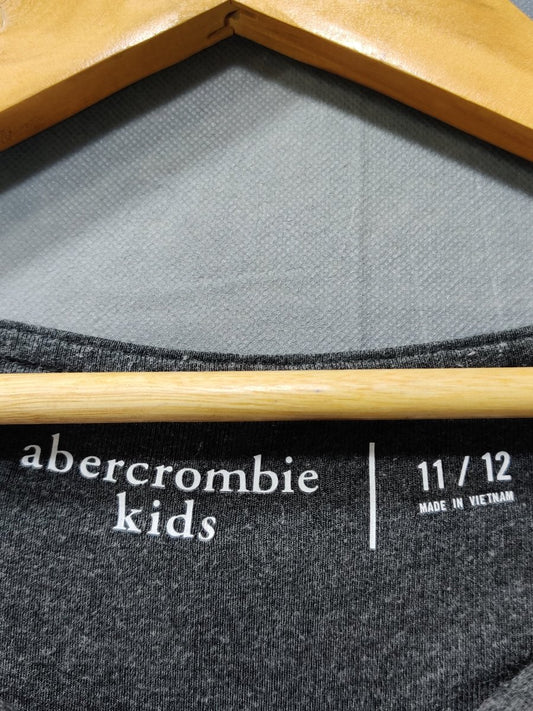 abercrombie
kids
11 / 12
MADE IN VIETNAM